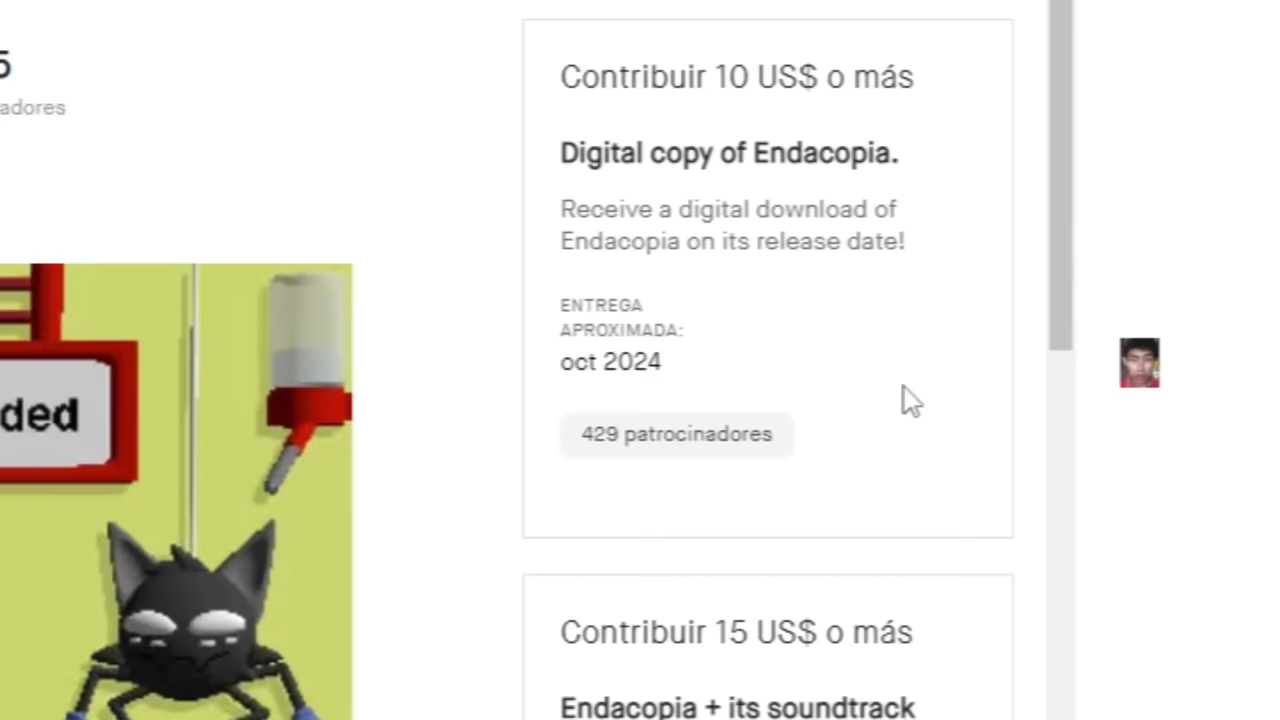 5
adores
ded
Contribuir 10 US$ o más
Digital copy of Endacopia.
Receive a digital download of
Endacopia on its release date!
ENTREGA
APROXIMADA:
oct 2024
429 patrocinadores
Contribuir 15 US$ o más
Endacopia + its soundtrack